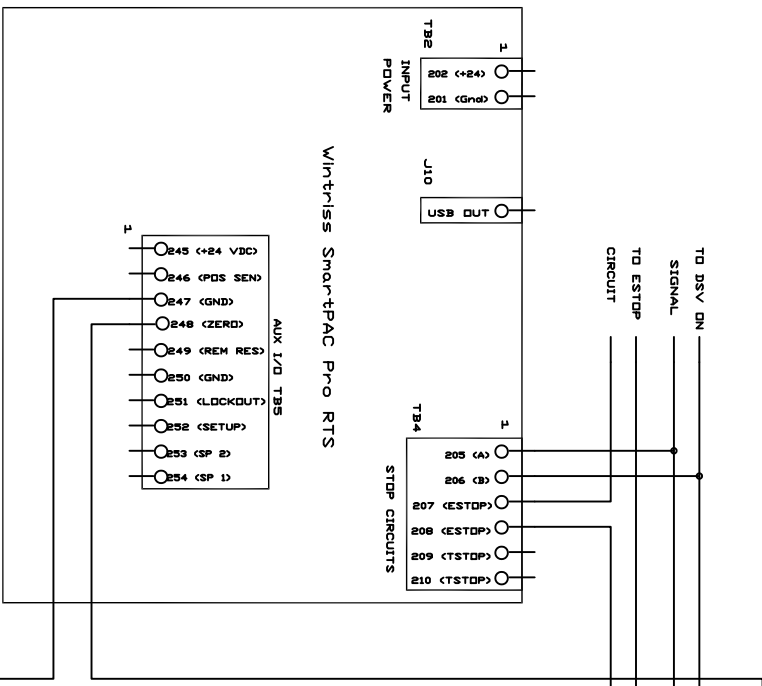 TB2
1
INPUT
POWER
202 (+24)
201 (Gnd)
J10
USB OUT
Wintriss SmartPAC Pro RTS
1
245 (+24 VDC)
246 (POS SEN)
247 (GND)
248 (ZERO)
249 (REM RES)
250 (GND)
251 (LOCKOUT)
252 (SETUP)
253 (SP 2)
254 (SP 1)
AUX I/O TB5
TO ESTOP
CIRCUIT
TO DSV ON
SIGNAL
TB4
1
STOP CIRCUITS
205 (A)
206 (B)
207 (ESTOP)
208 (ESTOP)
209 (TSTOP)
210 (TSTOP)